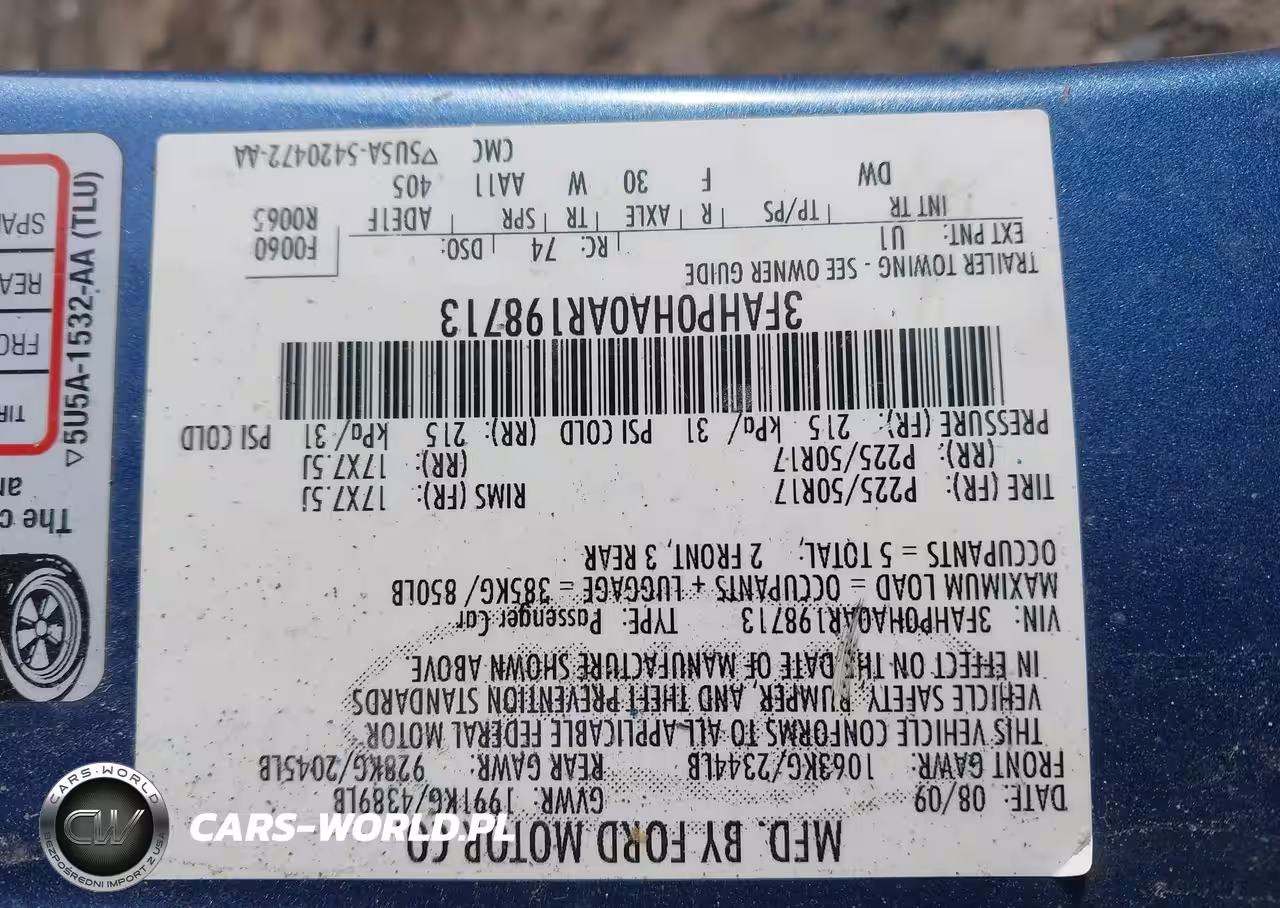 MFD. BY FORD MOTOR CO
DATE: 08/09 GVWR: 1991KG/4389LB
FRONT GAWR: 1063KG/2344LB REAR GAWR: 928KG/2045LB
THIS VEHICLE CONFORMS TO ALL APPLICABLE FEDERAL MOTOR
VEHICLE SAFETY, BUMPER, AND THEFT PREVENTION STANDARDS
IN EFFECT ON THE DATE OF MANUFACTURE SHOWN ABOVE.
VIN: 3FAHP0HA0AR198713 TYPE: Passenger Car
MAXIMUM LOAD = OCCUPANTS + LUGGAGE = 385KG/ 850LB
OCCUPANTS = 5 TOTAL; 2 FRONT, 3 REAR
TIRE (FR): P225/50R17 RIMS (FR): 17X7.5J
(RR): P225/50R17 (RR): 17X7.5J
PRESSURE (FR): 215 kPa/ 31 PSI COLD (RR): 215 kPa/ 31 PSI COLD
3FAHP0HA0AR198713
TRAILER TOWING - SEE OWNER GUIDE
EXT PNT: U1 RC: 74 DSO: F0060
INT TR TP/PS R AXLE TR SPR ADE1F R0065
DW F 30 W AA11 405
CMC ▽5U5A-5420472-AA
The c
an
TIR
FRO
REA
SPAR
▽5U5A-1532-AA (TLU)
CARS-WORLD
CW
BEZPOŚREDNI IMPORT Z USA
CARS-WORLD.PL